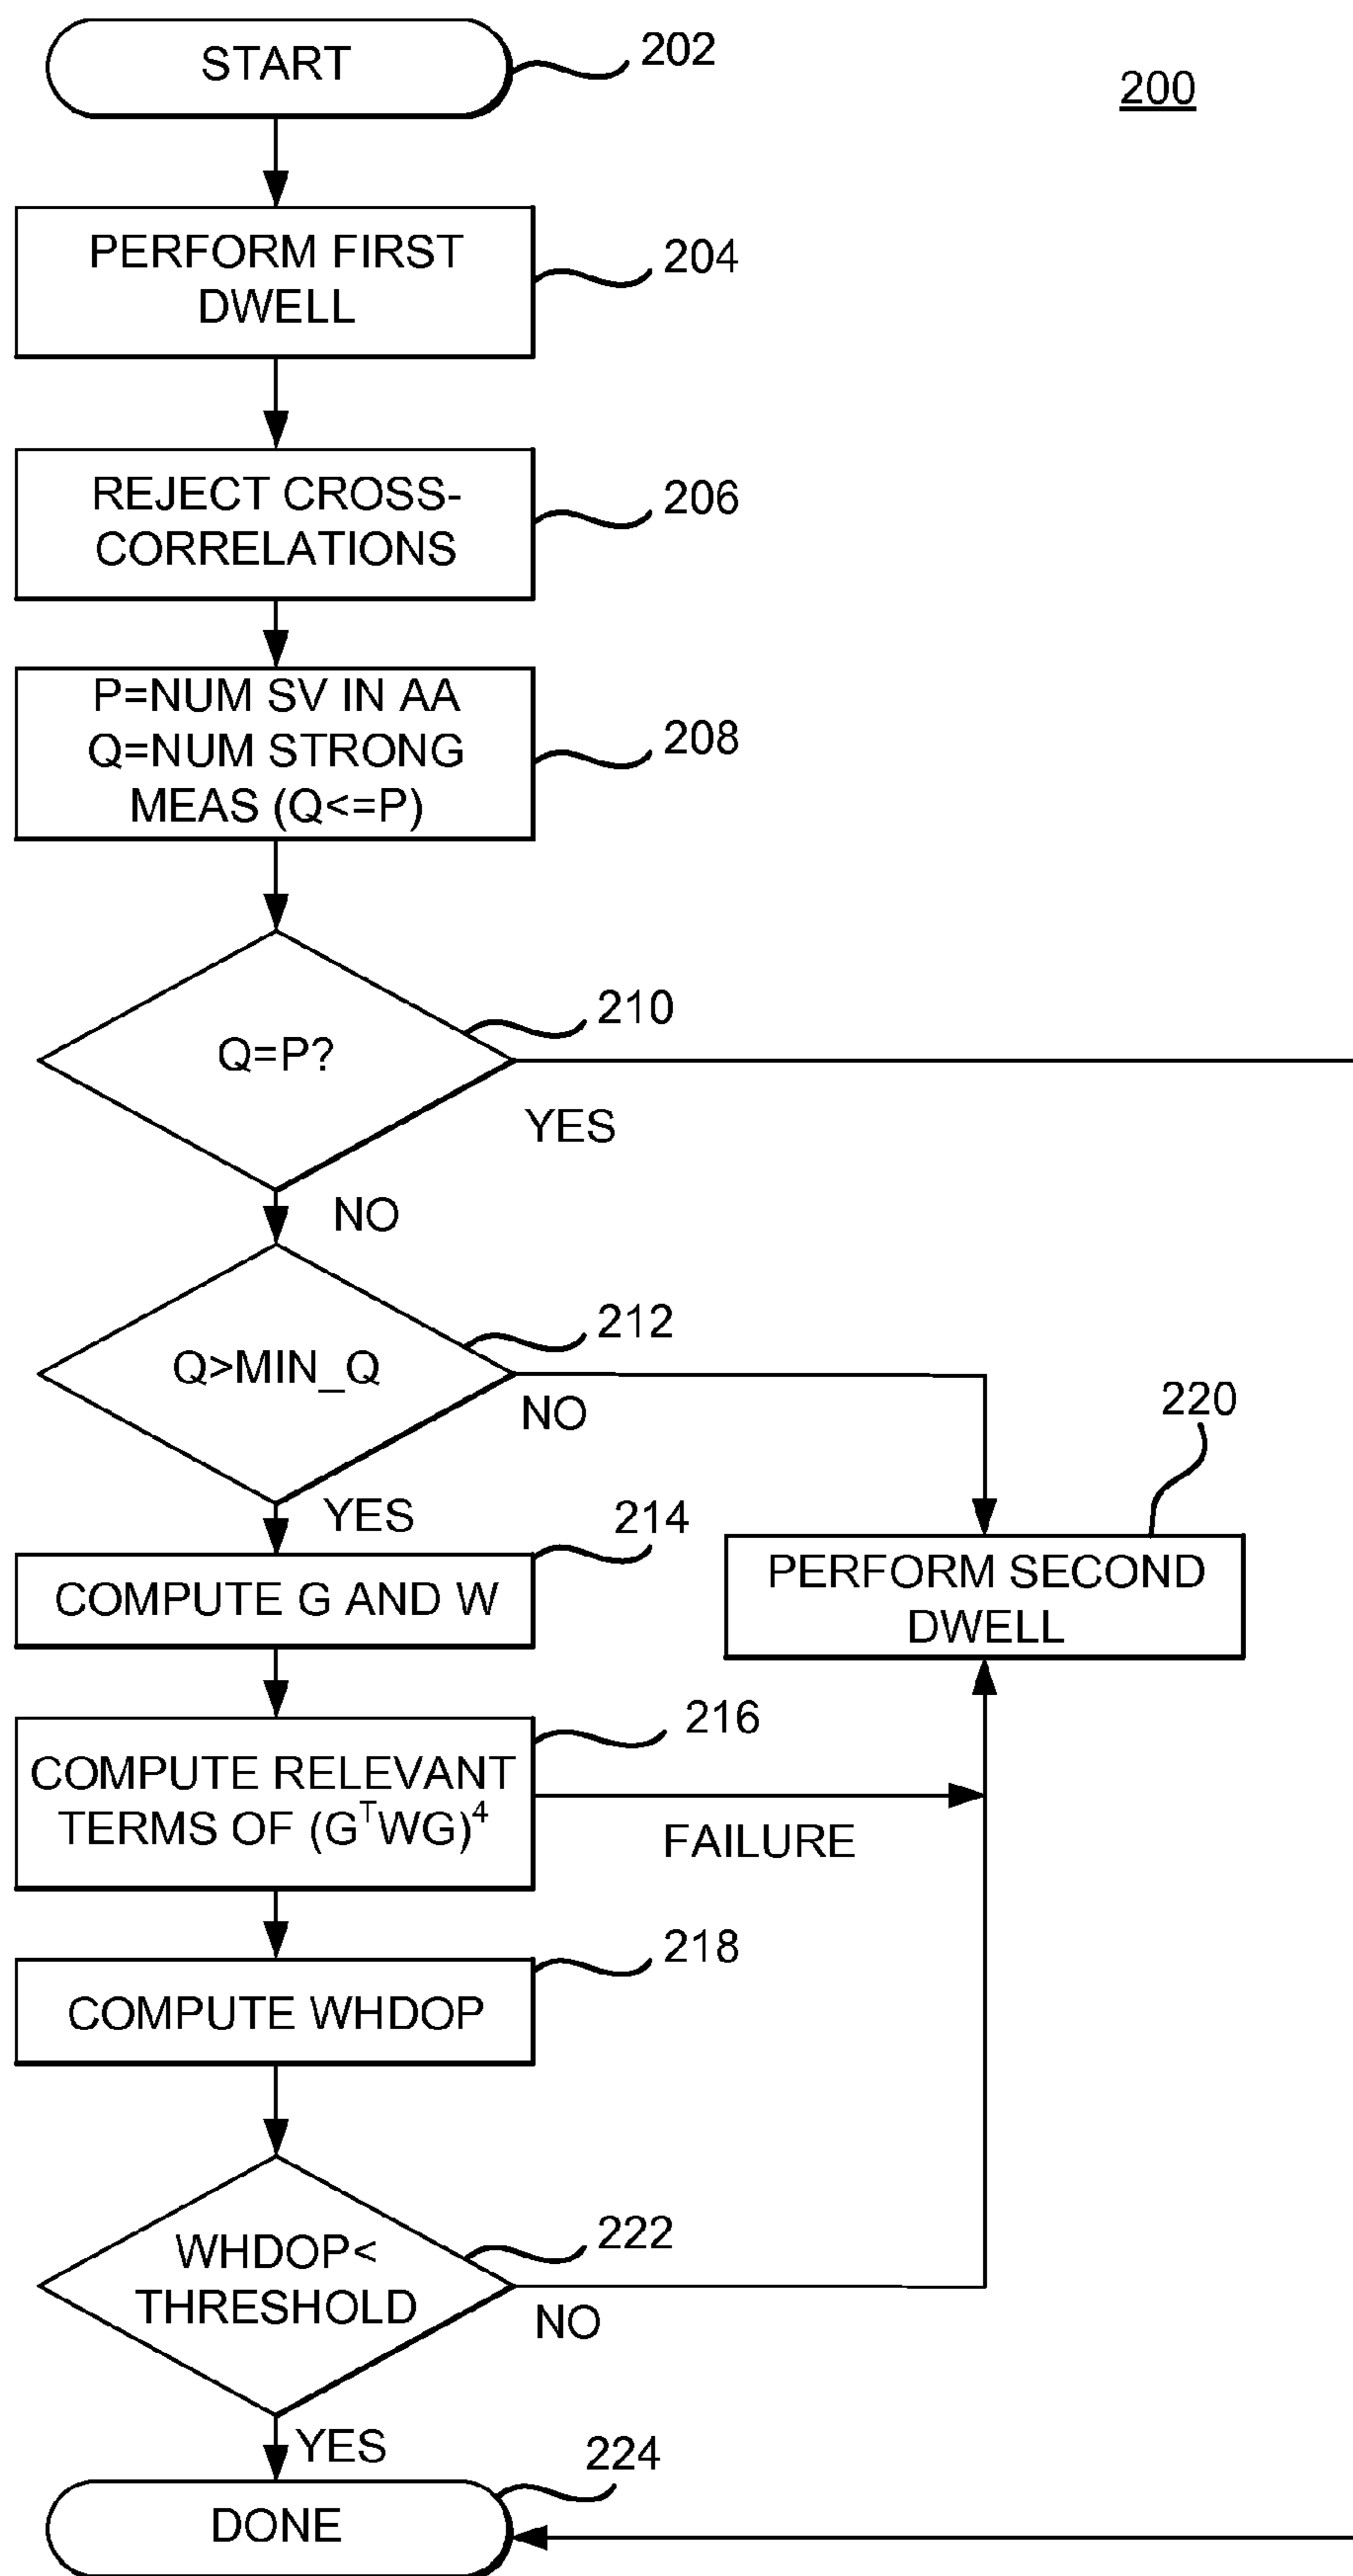 START
202
200
PERFORM FIRST
DWELL
204
REJECT CROSS-
CORRELATIONS
206
P=NUM SV IN AA
Q=NUM STRONG
MEAS (Q<=P)
208
Q=P?
210
YES
NO
Q>MIN_Q
212
NO
YES
220
PERFORM SECOND
DWELL
214
COMPUTE G AND W
216
COMPUTE RELEVANT
TERMS OF (GᵀWG)⁴
FAILURE
218
COMPUTE WHDOP
WHDOP<
THRESHOLD
222
NO
YES
224
DONE